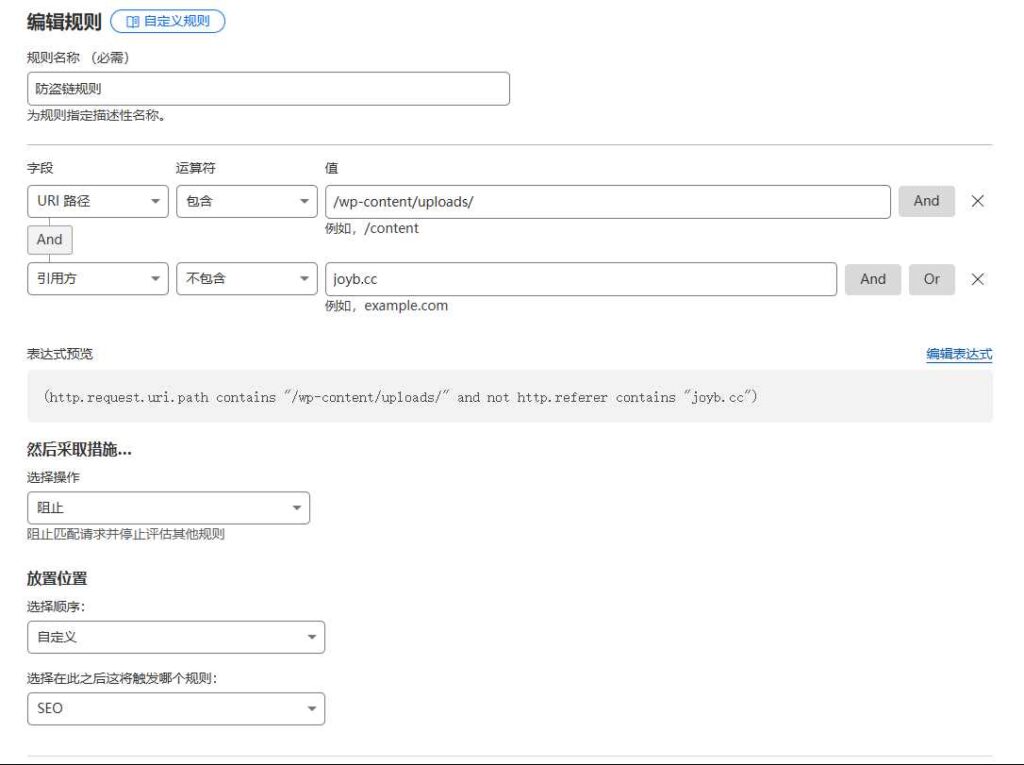 编辑规则 自定义规则
规则名称 （必需）
防盗链规则
为规则指定描述性名称。
字段 运算符 值
URI 路径 包含 /wp-content/uploads/ And
例如，/content
And
引用方 不包含 joyb.cc And Or
例如，example.com
表达式预览 编辑表达式
(http.request.uri.path contains "/wp-content/uploads/" and not http.referer contains "joyb.cc")
然后采取措施...
选择操作
阻止
阻止匹配请求并停止评估其他规则
放置位置
选择顺序:
自定义
选择在此之后这将触发哪个规则:
SEO